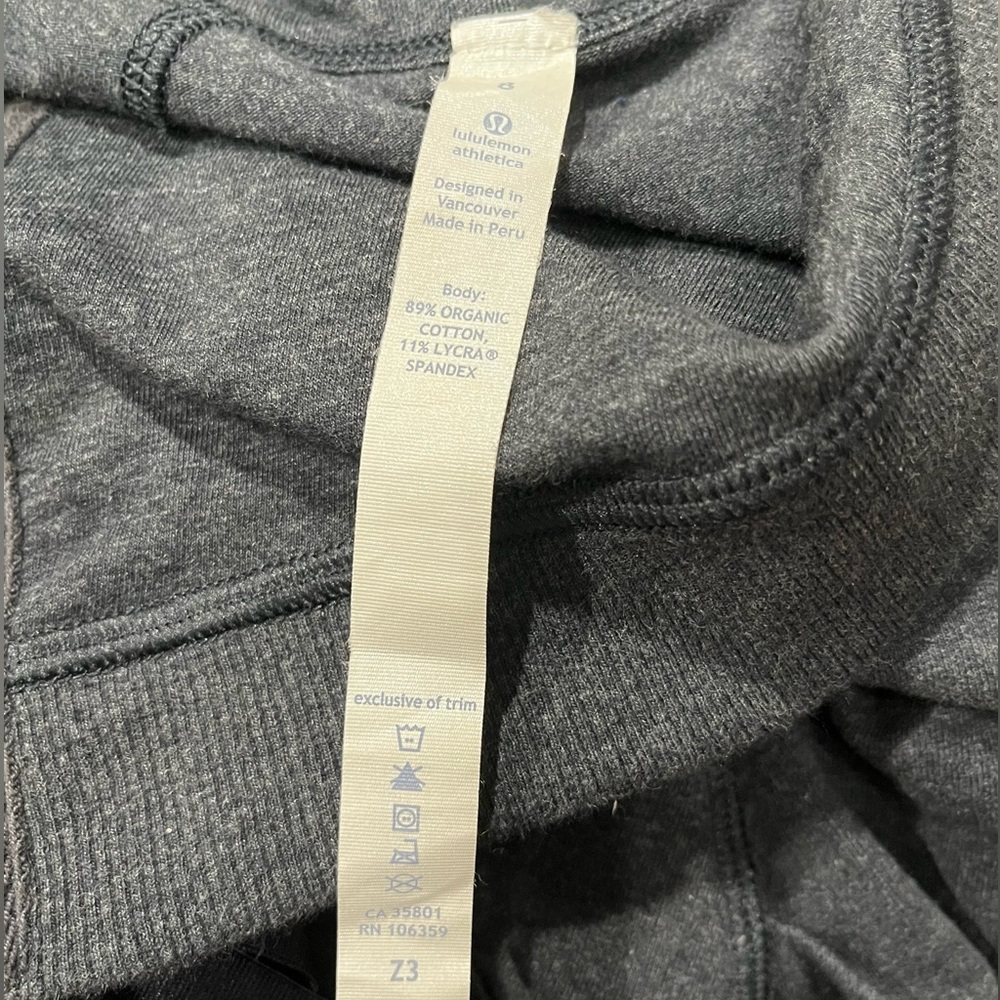 6
lululemon
athletica
Designed in
Vancouver
Made in Peru
Body:
89% ORGANIC
COTTON,
11% LYCRA®
SPANDEX
exclusive of trim
CA 35801
RN 106359
Z3